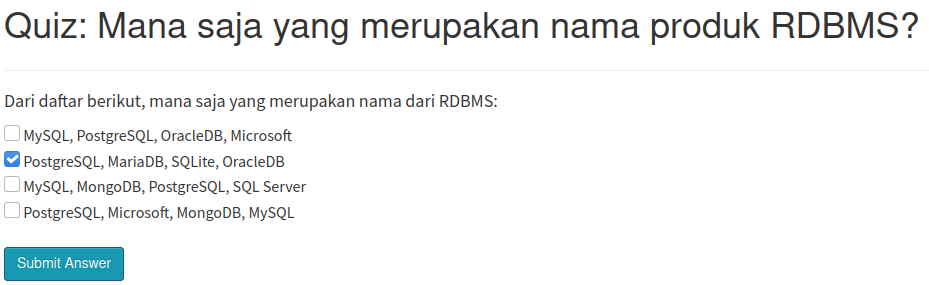 Quiz: Mana saja yang merupakan nama produk RDBMS?
Dari daftar berikut, mana saja yang merupakan nama dari RDBMS:
MySQL, PostgreSQL, OracleDB, Microsoft
PostgreSQL, MariaDB, SQLite, OracleDB
MySQL, MongoDB, PostgreSQL, SQL Server
PostgreSQL, Microsoft, MongoDB, MySQL
Submit Answer